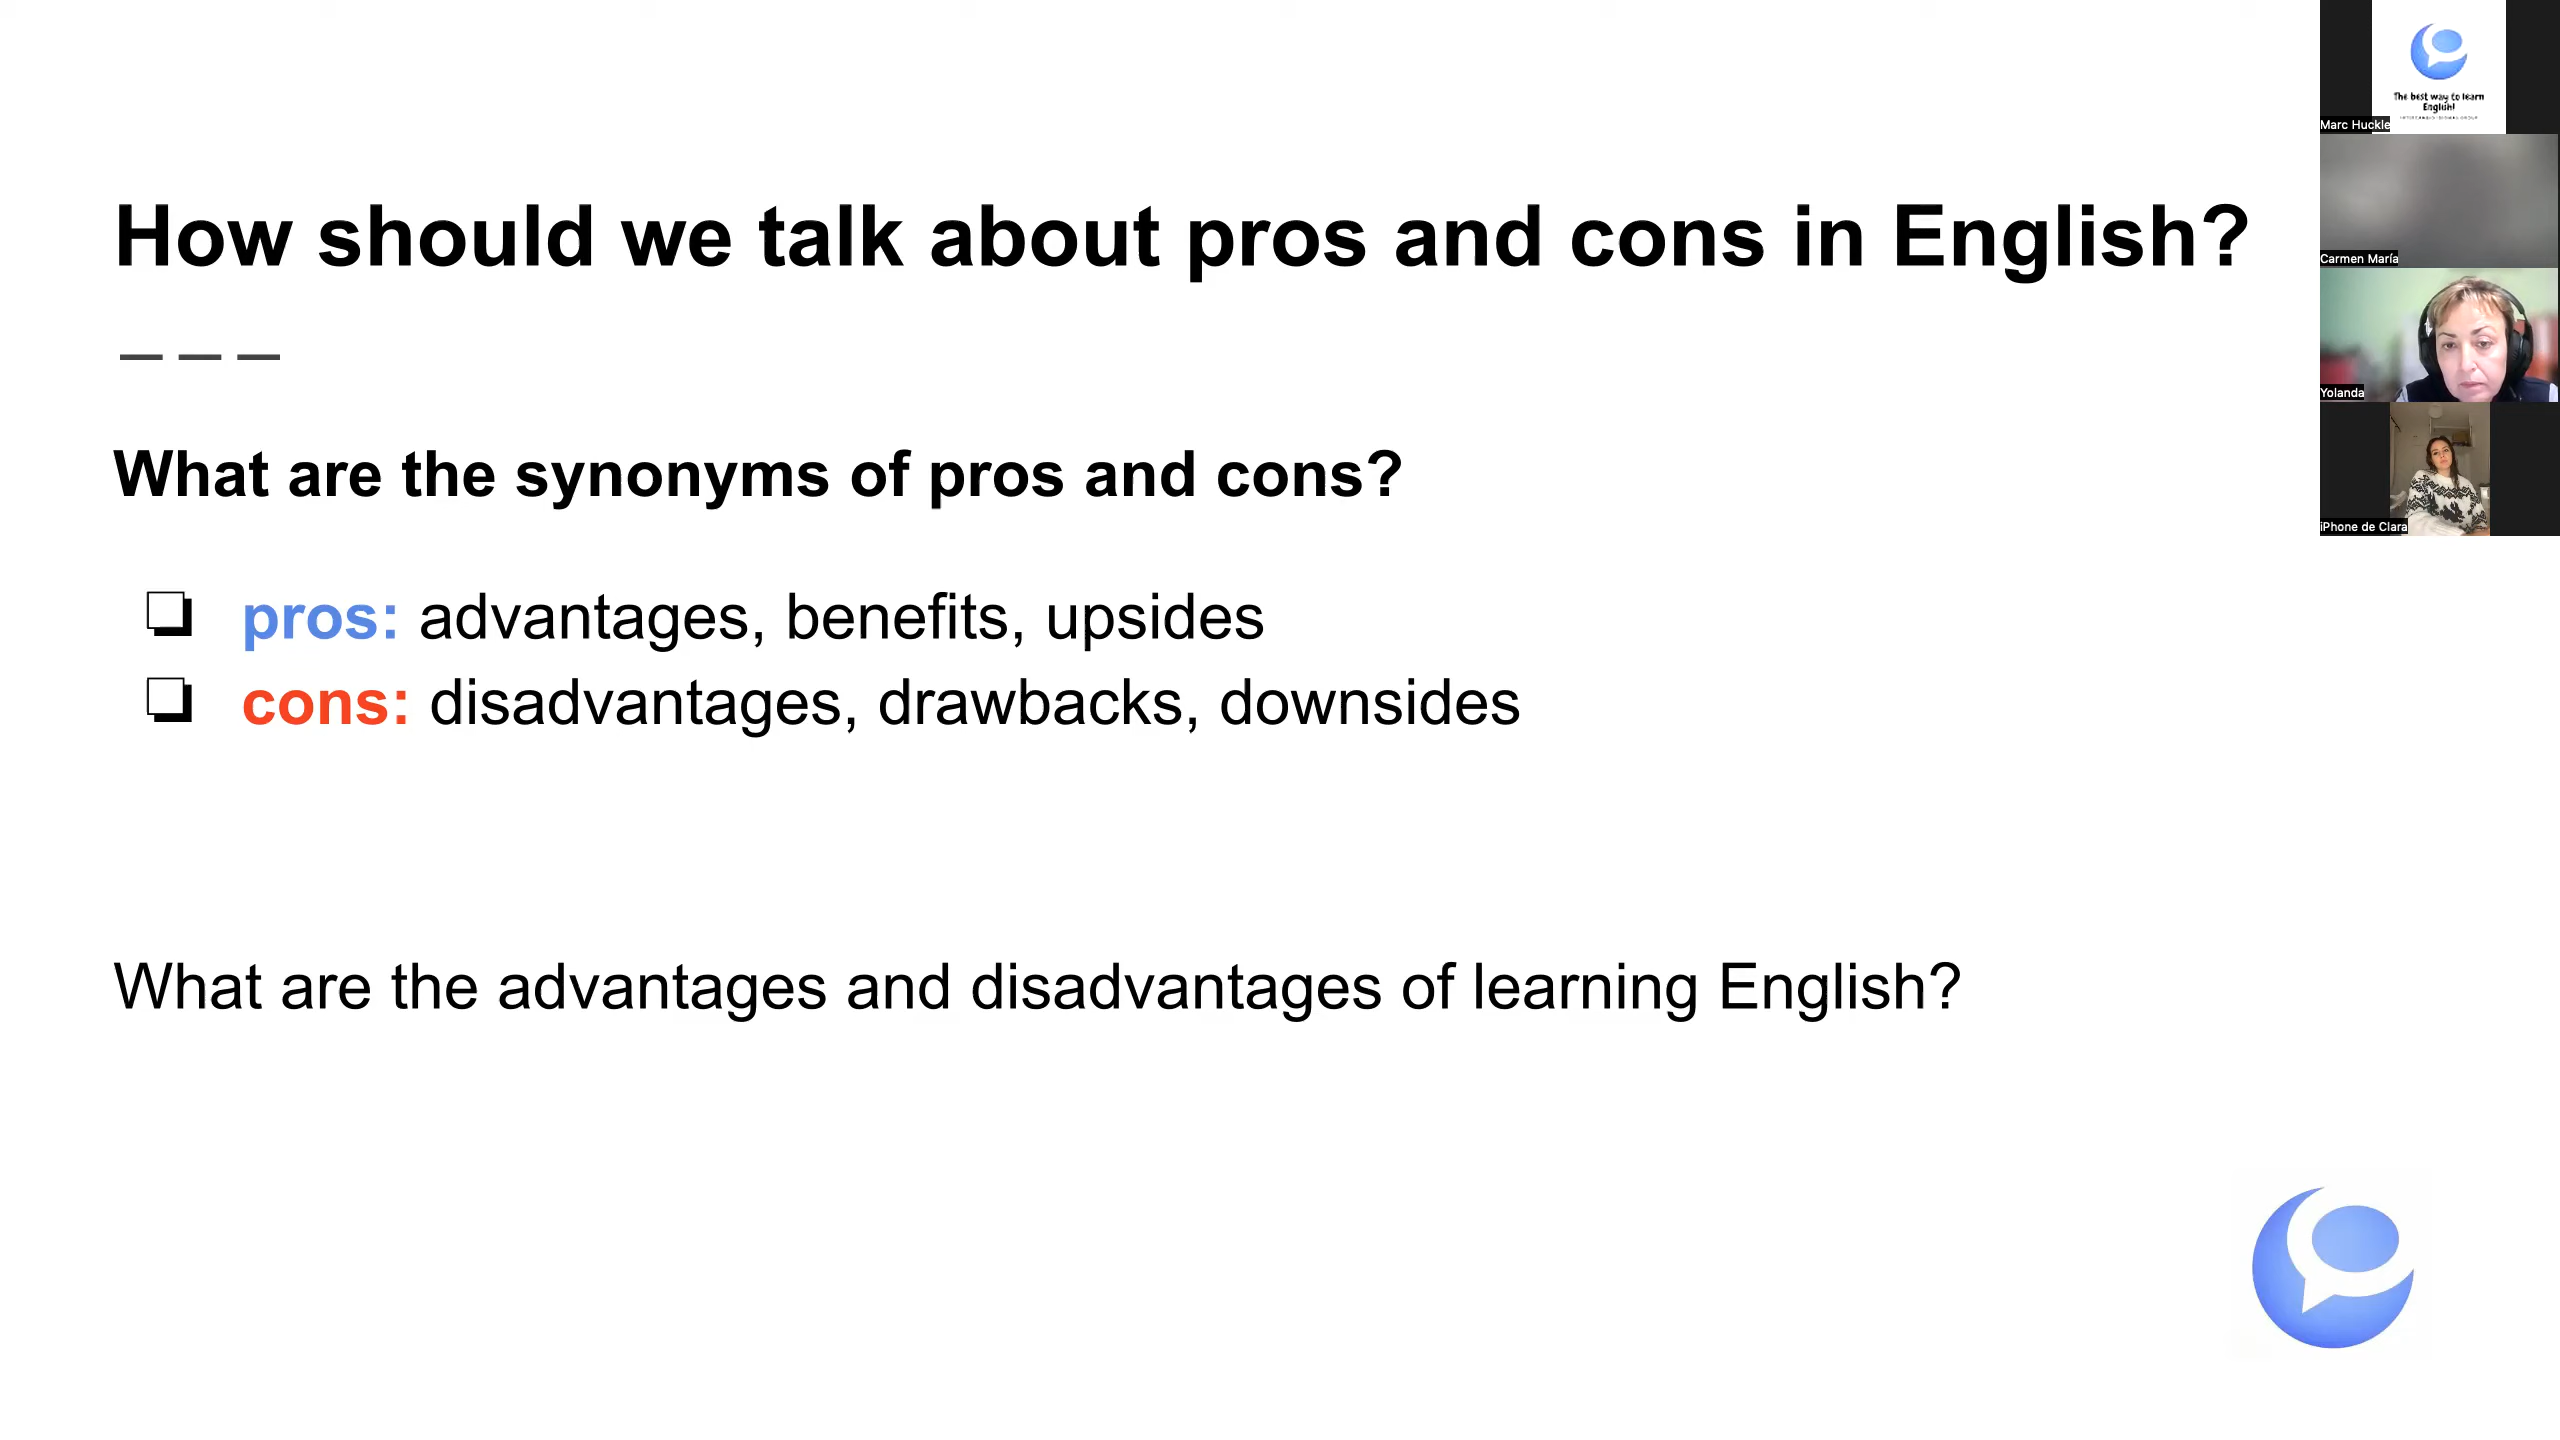 How should we talk about pros and cons in English?
What are the synonyms of pros and cons?
pros: advantages, benefits, upsides
cons: disadvantages, drawbacks, downsides
What are the advantages and disadvantages of learning English?
The best way to learn
English!
Marc Huckle
Carmen María
Yolanda
iPhone de Clara